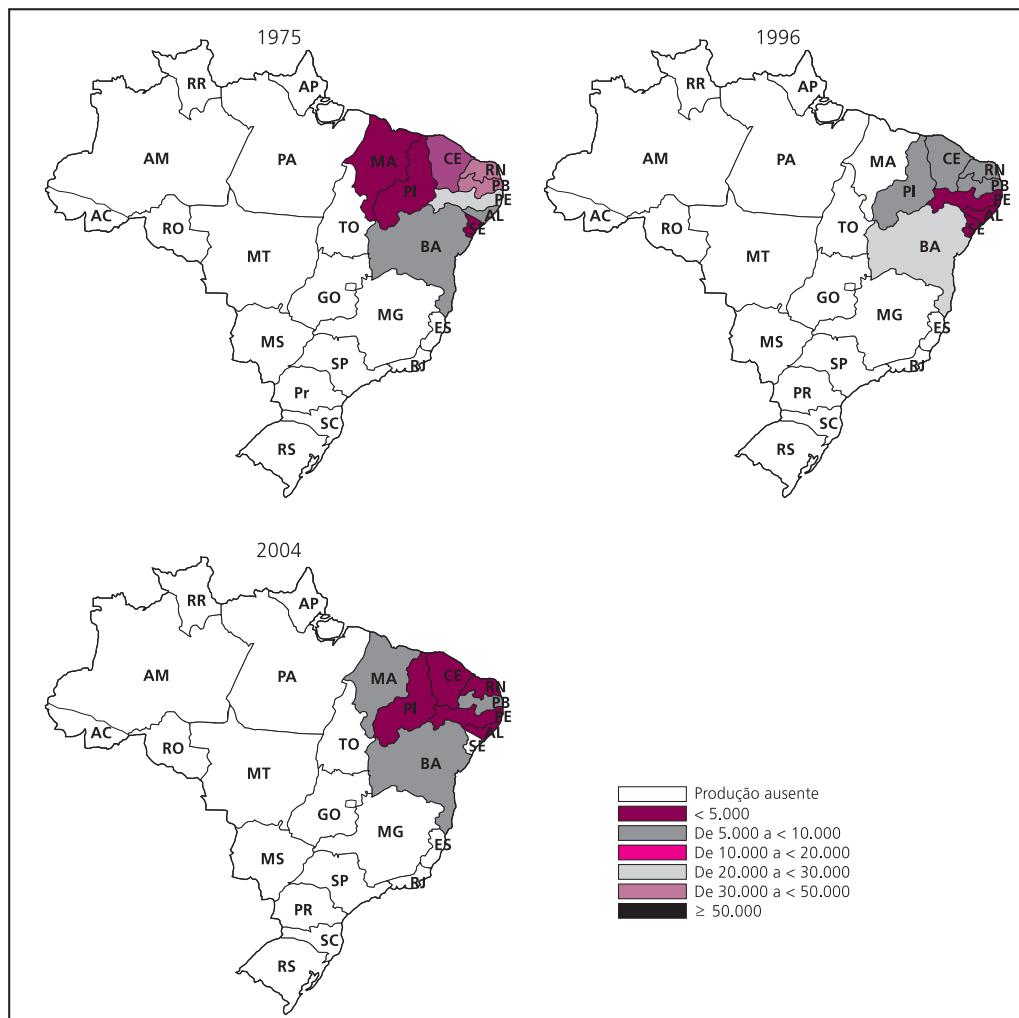 1975
RR
AP
AM
PA
MA
CE
RN
PB
PI
PE
AL
SE
AC
RO
TO
BA
MT
GO
MG
ES
MS
SP
RJ
Pr
SC
RS
1996
RR
AP
AM
PA
MA
CE
RN
PB
PI
PE
AL
SE
AC
RO
TO
BA
MT
GO
MG
ES
MS
SP
RJ
PR
SC
RS
2004
RR
AP
AM
PA
MA
CE
RN
PB
PI
PE
AL
SE
AC
RO
TO
BA
MT
GO
MG
ES
MS
SP
RJ
PR
SC
RS
Produção ausente
< 5.000
De 5.000 a < 10.000
De 10.000 a < 20.000
De 20.000 a < 30.000
De 30.000 a < 50.000
≥ 50.000